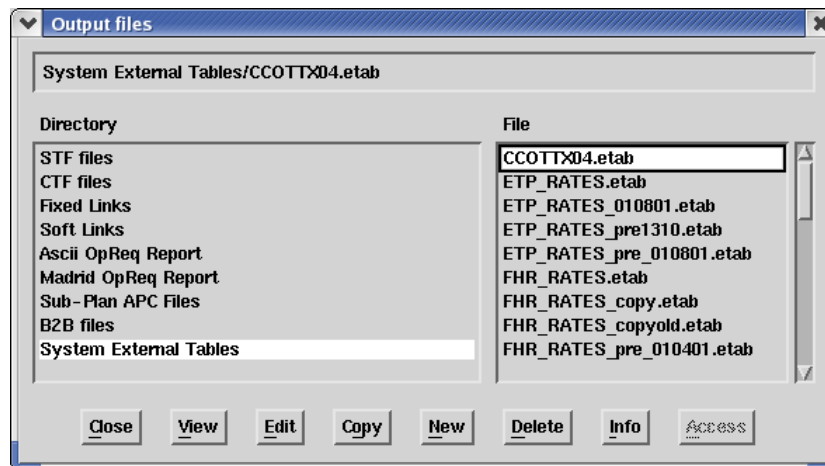 Output files
System External Tables/CCOTTX04.etab
Directory
STF files
CTF files
Fixed Links
Soft Links
Ascii OpReq Report
Madrid OpReq Report
Sub-Plan APC Files
B2B files
System External Tables
File
CCOTTX04.etab
ETP_RATES.etab
ETP_RATES_010801.etab
ETP_RATES_pre1310.etab
ETP_RATES_pre_010801.etab
FHR_RATES.etab
FHR_RATES_copy.etab
FHR_RATES_copyold.etab
FHR_RATES_pre_010401.etab
Close View Edit Copy New Delete Info Access